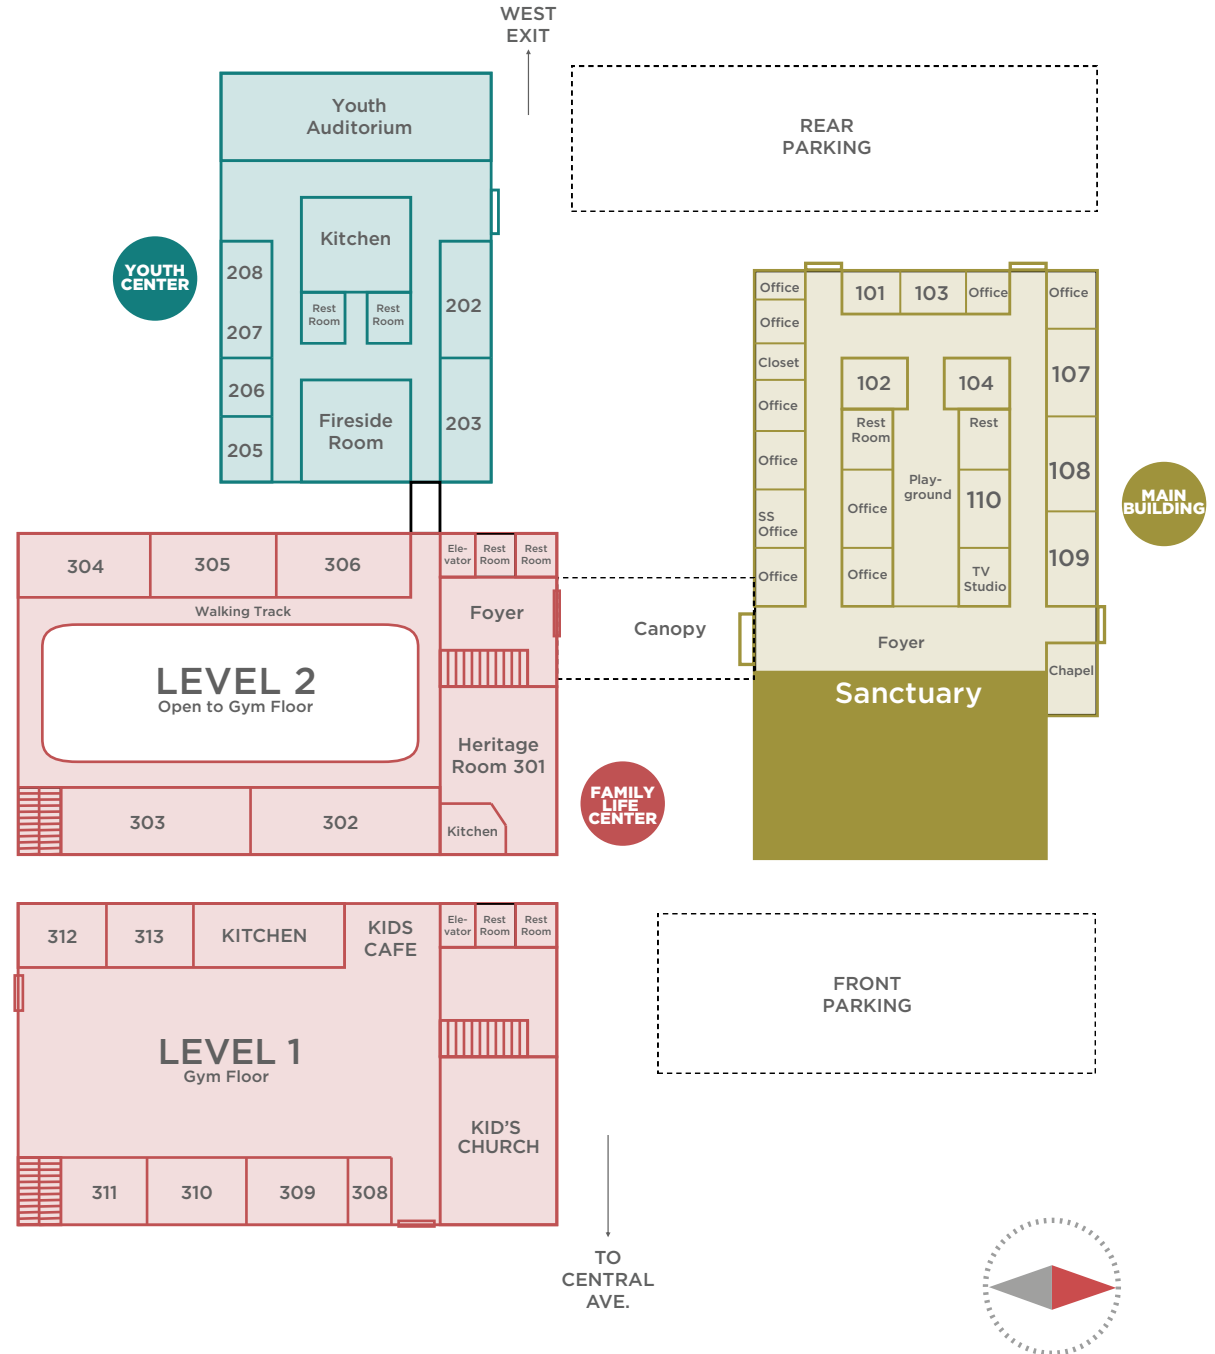 WEST
EXIT
Youth
Auditorium
REAR
PARKING
Kitchen
YOUTH
CENTER
208
Rest
Room
Rest
Room
202
207
206
Fireside
Room
203
205
Office
101
103
Office
Office
Office
Closet
107
102
104
Office
Rest
Room
Rest
Office
Play-
ground
108
110
MAIN
BUILDING
SS
Office
Office
109
Office
Office
TV
Studio
304
305
306
Ele-
vator
Rest
Room
Rest
Room
Walking Track
Foyer
Canopy
Foyer
LEVEL 2
Open to Gym Floor
Chapel
Sanctuary
Heritage
Room 301
FAMILY
LIFE
CENTER
303
302
Kitchen
312
313
KITCHEN
KIDS
CAFE
Ele-
vator
Rest
Room
Rest
Room
FRONT
PARKING
LEVEL 1
Gym Floor
KID'S
CHURCH
311
310
309
308
TO
CENTRAL
AVE.